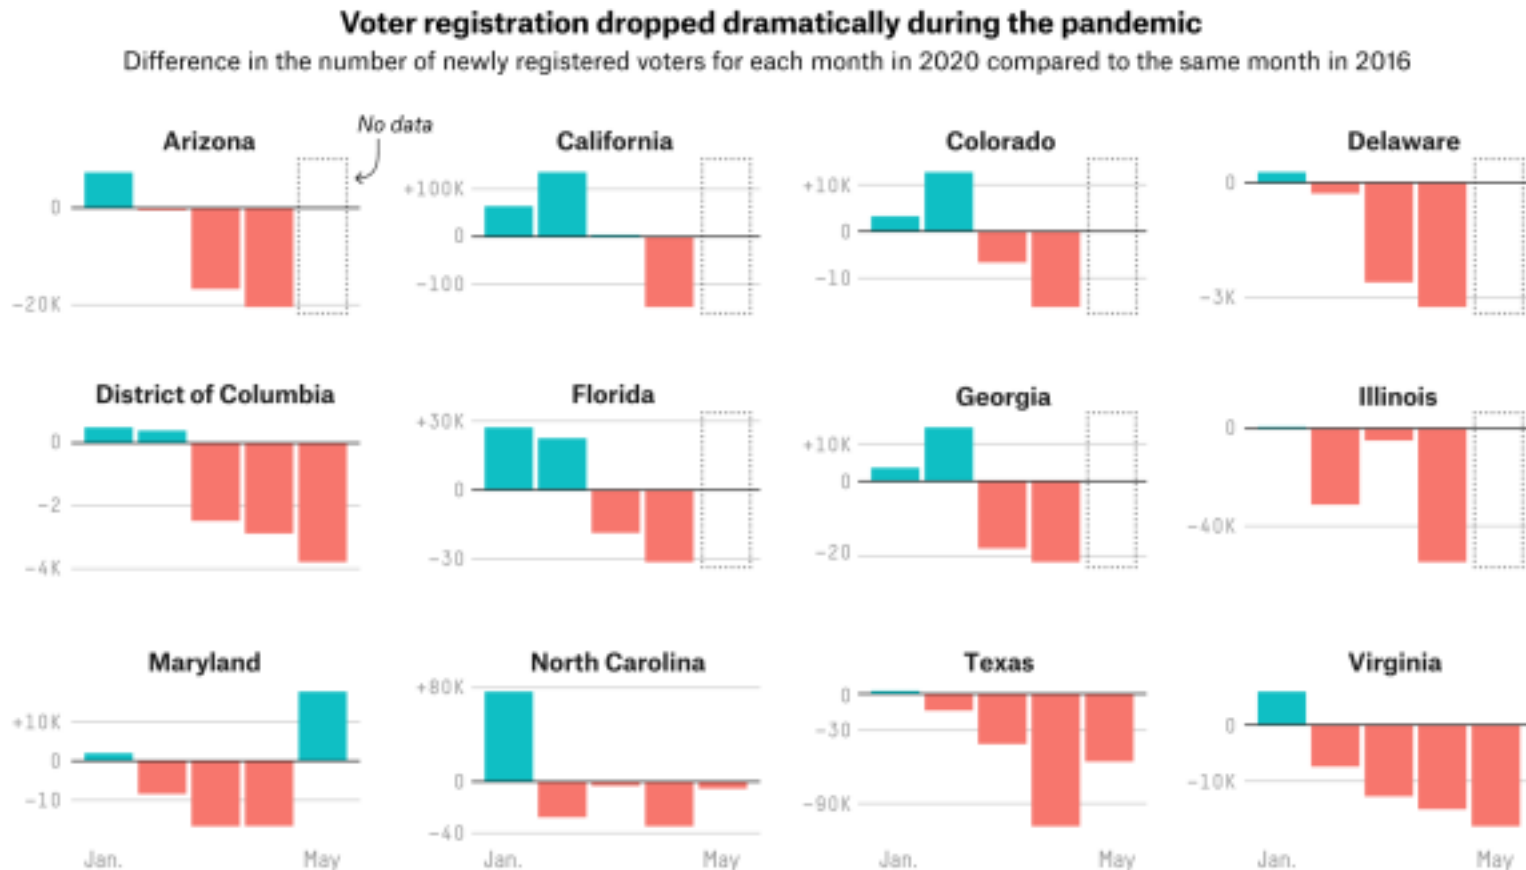 Voter registration dropped dramatically during the pandemic
Difference in the number of newly registered voters for each month in 2020 compared to the same month in 2016
No data
Arizona
0
-20K
California
+100K
0
-100
Colorado
+10K
0
-10
Delaware
0
-3K
District of Columbia
0
-2
-4K
Florida
+30K
0
-30
Georgia
+10K
0
-20
Illinois
0
-40K
Maryland
+10K
0
-10
Jan. May
North Carolina
+80K
0
-40
Jan. May
Texas
0
-30
-90K
Jan. May
Virginia
0
-10K
Jan. May